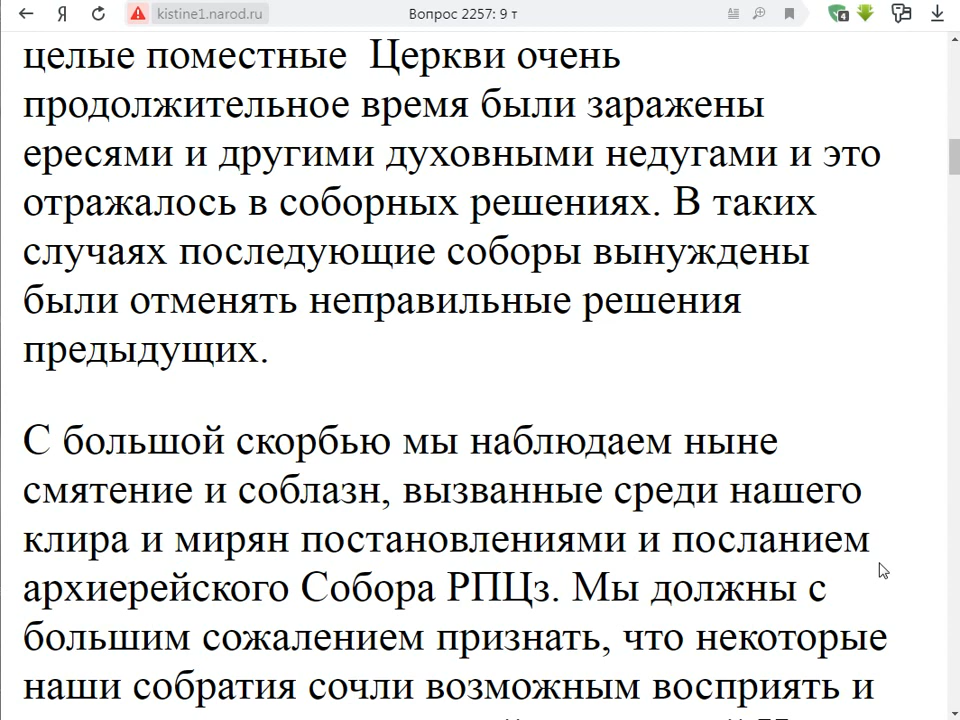 Я kistine1.narod.ru Вопрос 2257: 9 т 4
целые поместные Церкви очень
продолжительное время были заражены
ересями и другими духовными недугами и это
отражалось в соборных решениях. В таких
случаях последующие соборы вынуждены
были отменять неправильные решения
предыдущих.
С большой скорбью мы наблюдаем ныне
смятение и соблазн, вызванные среди нашего
клира и мирян постановлениями и посланием
архиерейского Собора РПЦз. Мы должны с
большим сожалением признать, что некоторые
наши собратия сочли возможным восприять и